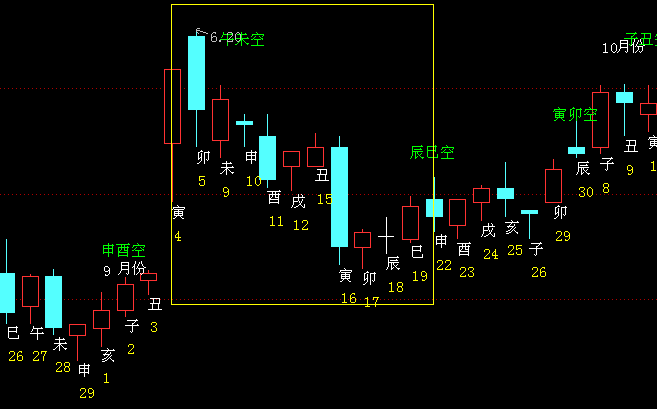 6.20
午未空
子丑空
10月份
寅卯空
辰巳空
申酉空
9 月份
巳
26
午
27
未
28
申
29
亥
1
子
2
丑
3
寅
4
卯
5
未
9
申
10
酉
11
戌
12
丑
15
寅
16
卯
17
辰
18
巳
19
申
22
酉
23
戌
24
亥
25
子
26
卯
29
辰
30
子
8
丑
9
寅
1